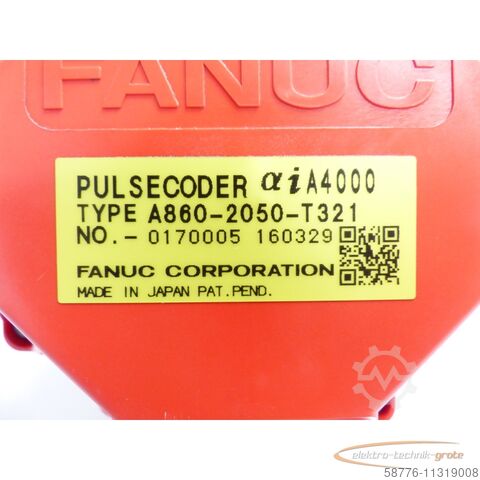 FANUC
PULSECODER αiA4000
TYPE A860-2050-T321
NO.- 0170005 160329
FANUC CORPORATION
MADE IN JAPAN PAT.PEND.
elektro-technik-grote
58776-11319008